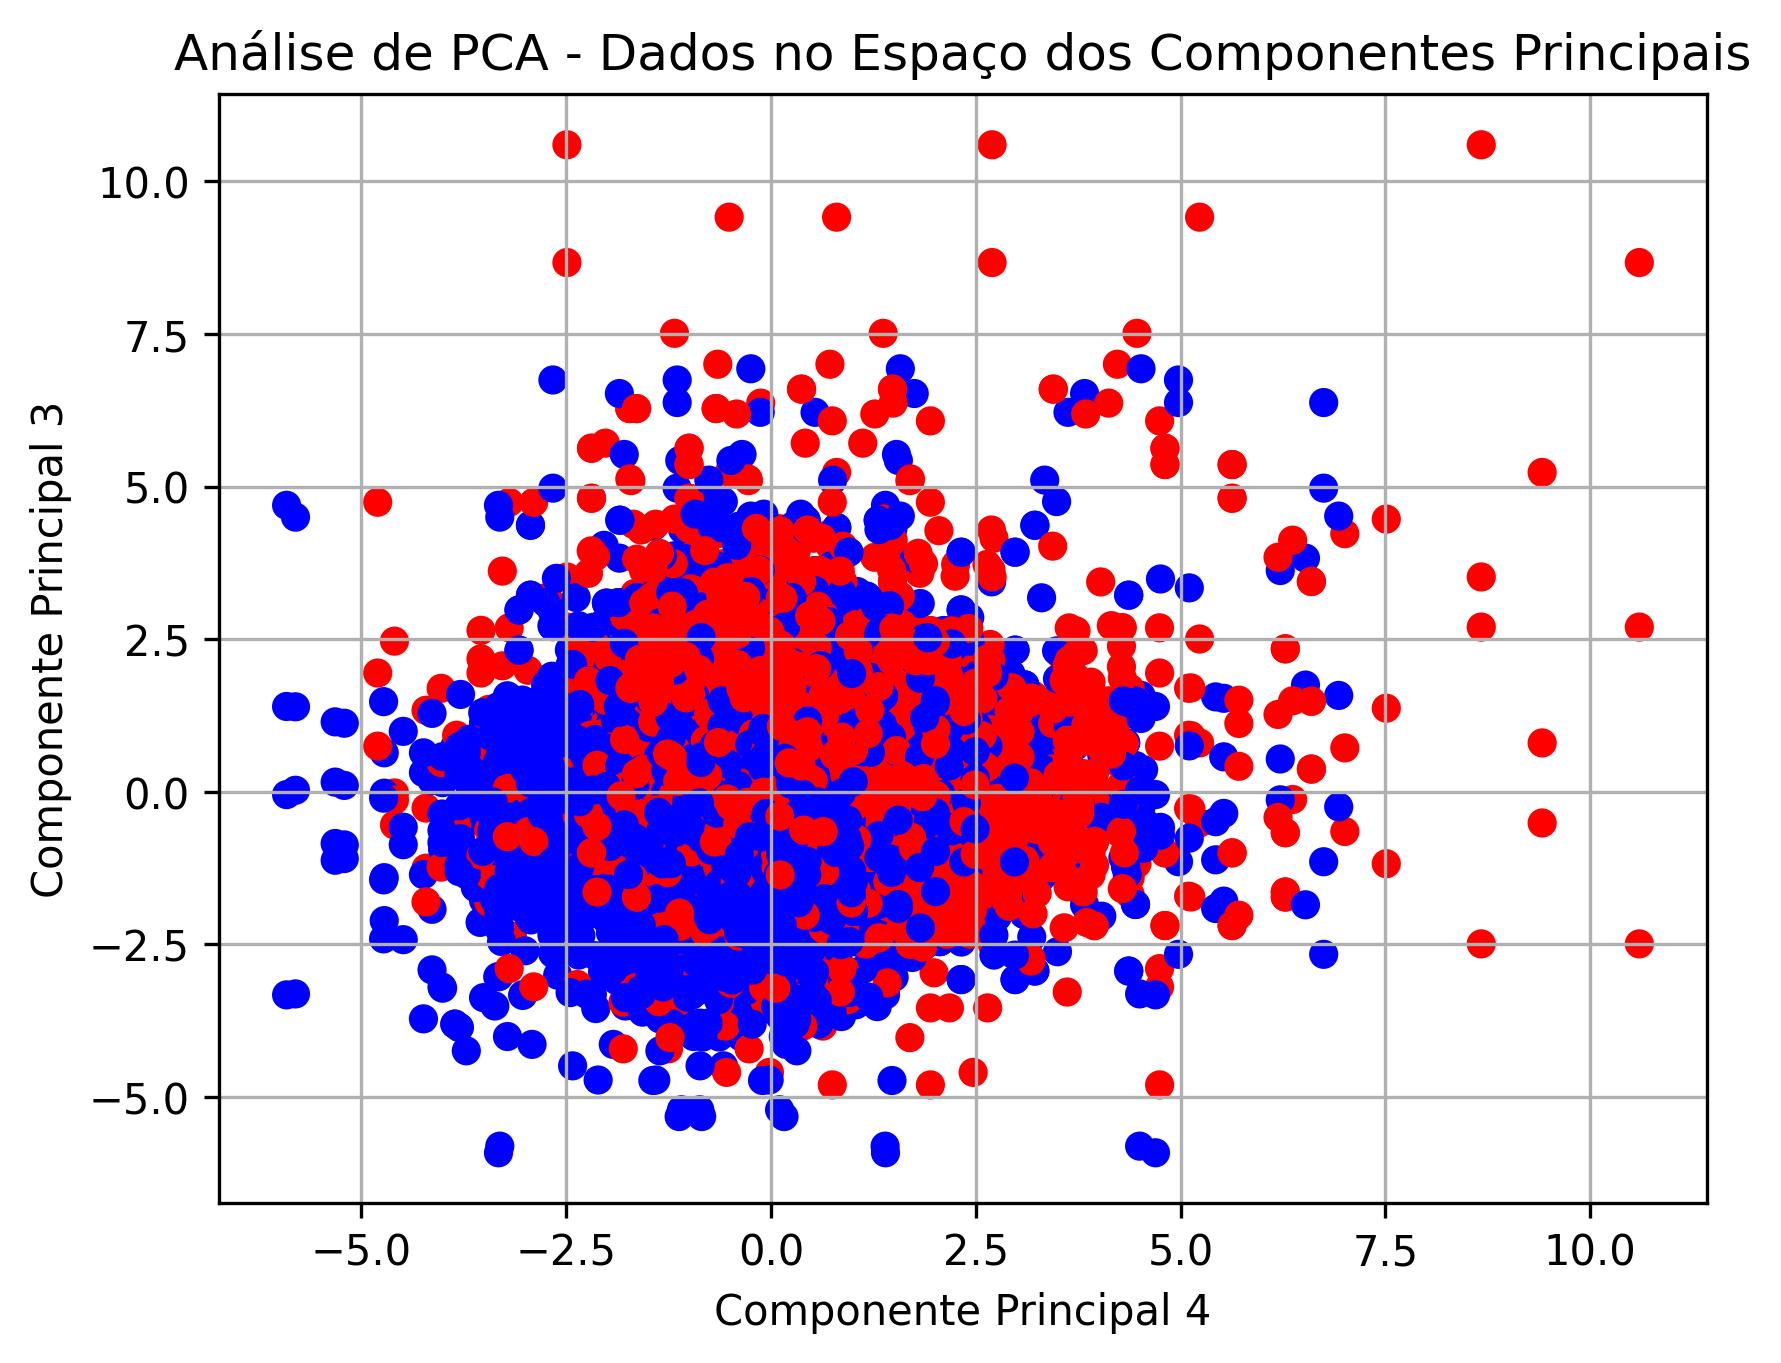 Análise de PCA - Dados no Espaço dos Componentes Principais
Componente Principal 3
10.0
7.5
5.0
2.5
0.0
−2.5
−5.0
−5.0 −2.5 0.0 2.5 5.0 7.5 10.0
Componente Principal 4